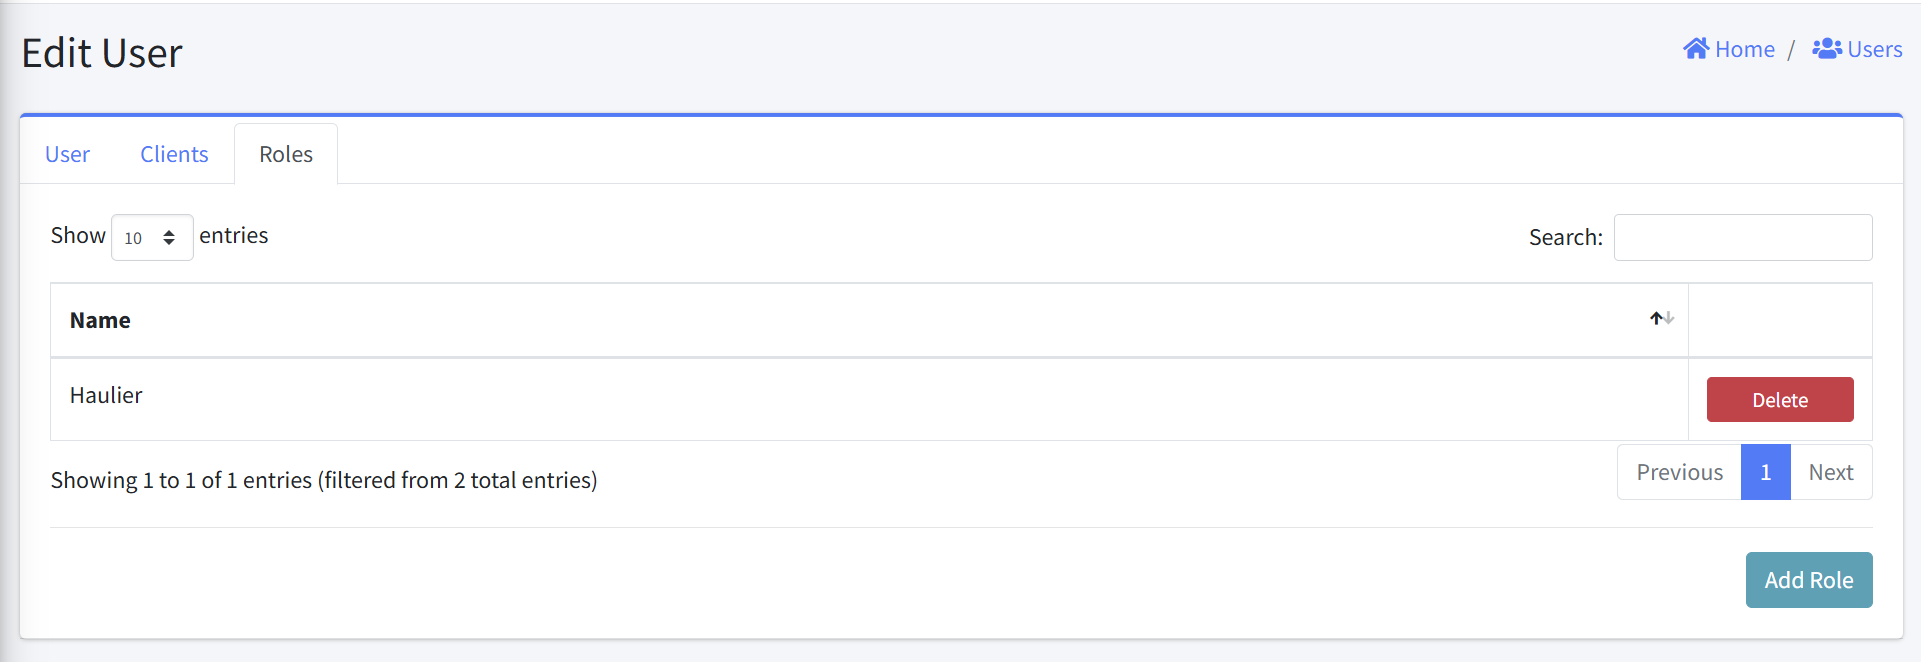 Edit User
Home / Users
User Clients Roles
Show 10 entries
Search:
Name
Haulier Delete
Showing 1 to 1 of 1 entries (filtered from 2 total entries)
Previous 1 Next
Add Role